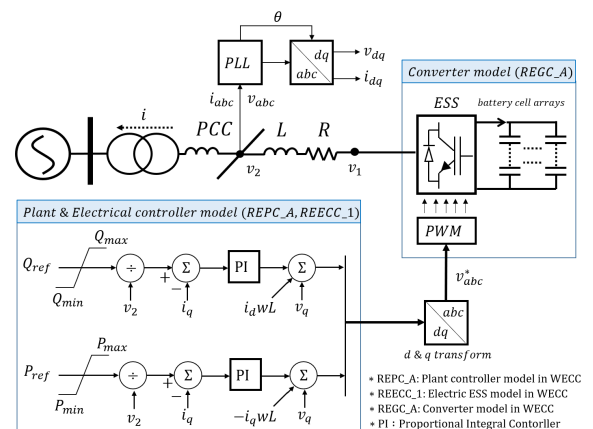 θ
PLL
dq
abc
v_dq
i_dq
i_abc v_abc
Converter model (REGC_A)
ESS
battery cell arrays
i
PCC
L
R
v_2
v_1
PWM
v*_abc
abc
dq
d & q transform
Plant & Electrical controller model (REPC_A, REECC_1)
Q_max
Q_ref
÷
+
−
Σ
PI
Σ
Q_min
v_2
i_q
i_d wL
v_q
P_max
P_ref
÷
+
−
Σ
PI
Σ
P_min
v_2
i_q
−i_q wL
v_q
* REPC_A: Plant controller model in WECC
* REECC_1: Electric ESS model in WECC
* REGC_A: Converter model in WECC
* PI : Proportional Integral Contorller